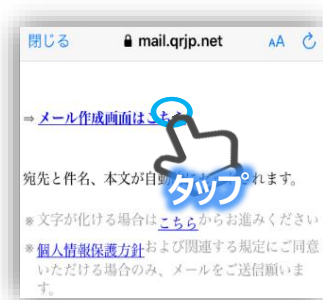 閉じる mail.qrjp.net AA
⇒ メール作成画面はこち
宛先と件名、本文が自動 れます。
タップ
※文字が化ける場合はこちらからお進みください
※個人情報保護方針および関連する規定にご同意
いただける場合のみ、メールをご送信願いま
す。